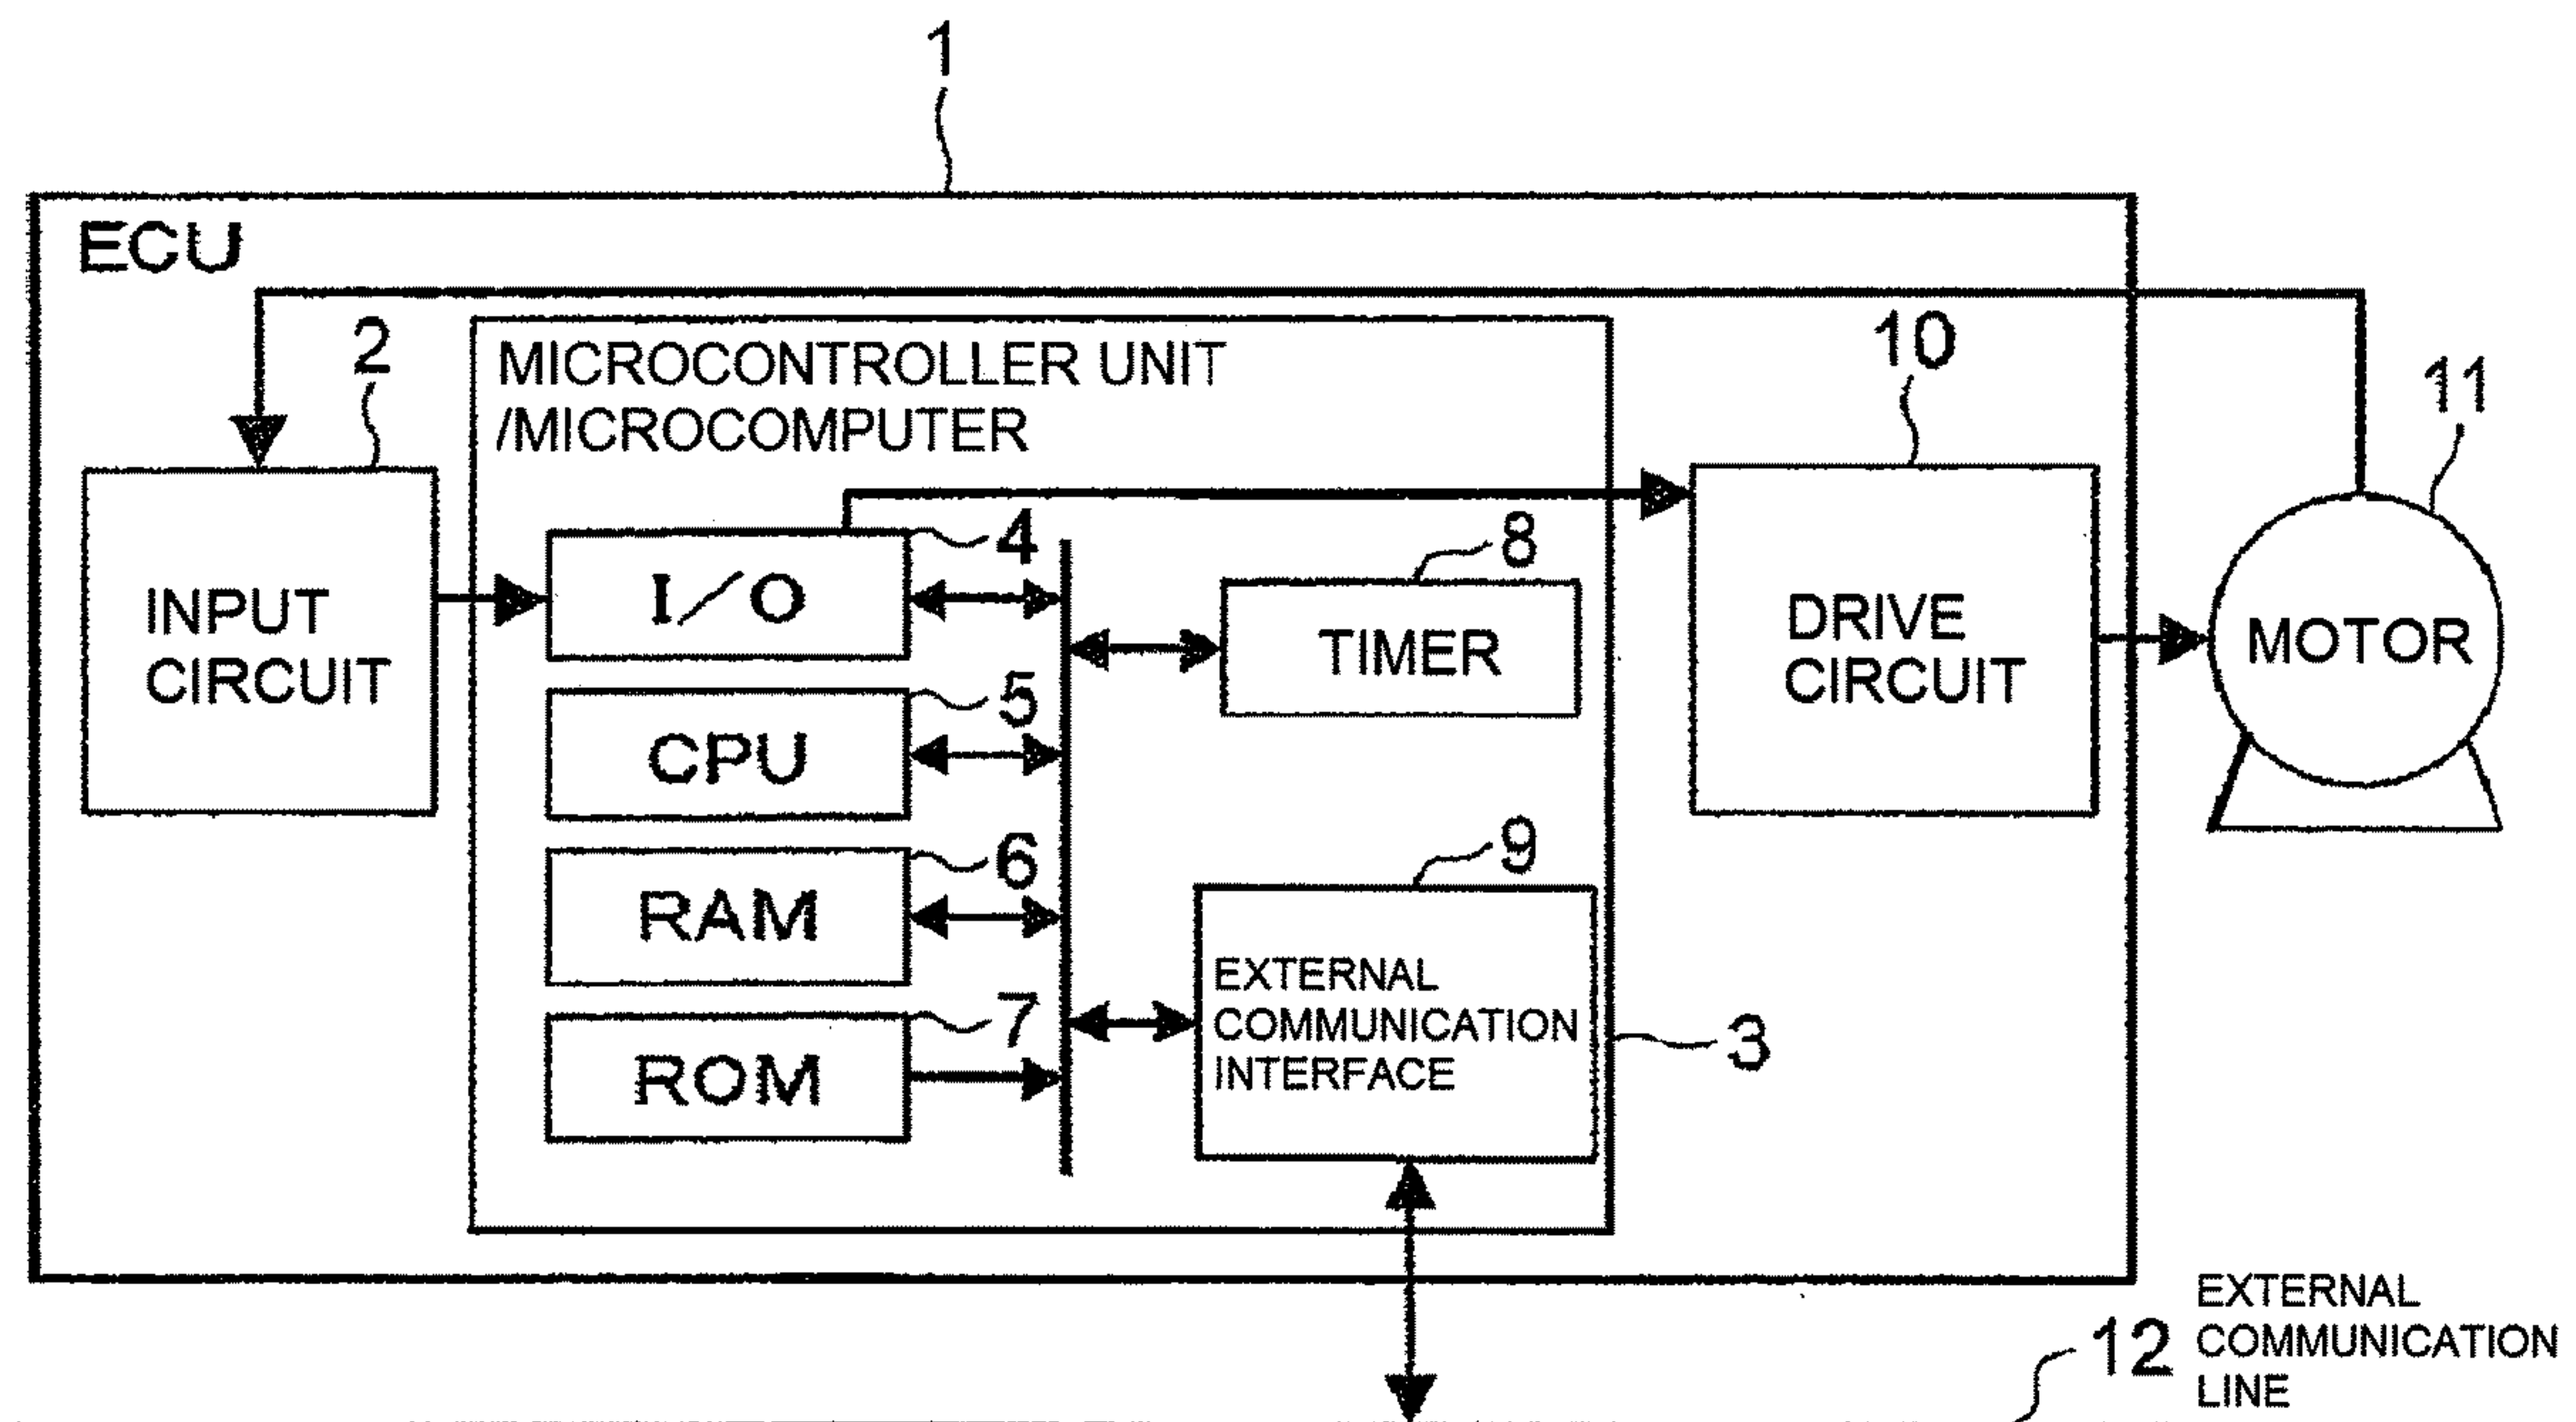 1
ECU
2
MICROCONTROLLER UNIT
/MICROCOMPUTER
10
11
4
I/O
8
INPUT
CIRCUIT
TIMER
DRIVE
CIRCUIT
MOTOR
5
CPU
6
RAM
9
EXTERNAL
COMMUNICATION
INTERFACE
7
ROM
3
12
EXTERNAL
COMMUNICATION
LINE